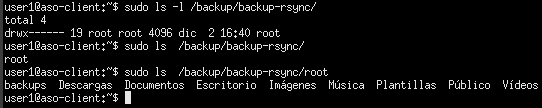 user1@aso-client:~$ sudo ls -l /backup/backup-rsync/
total 4
drwx------ 19 root root 4096 dic  2 16:40 root
user1@aso-client:~$ sudo ls  /backup/backup-rsync/
root
user1@aso-client:~$ sudo ls  /backup/backup-rsync/root
backups  Descargas  Documentos  Escritorio  Imágenes  Música  Plantillas  Público  Vídeos
user1@aso-client:~$